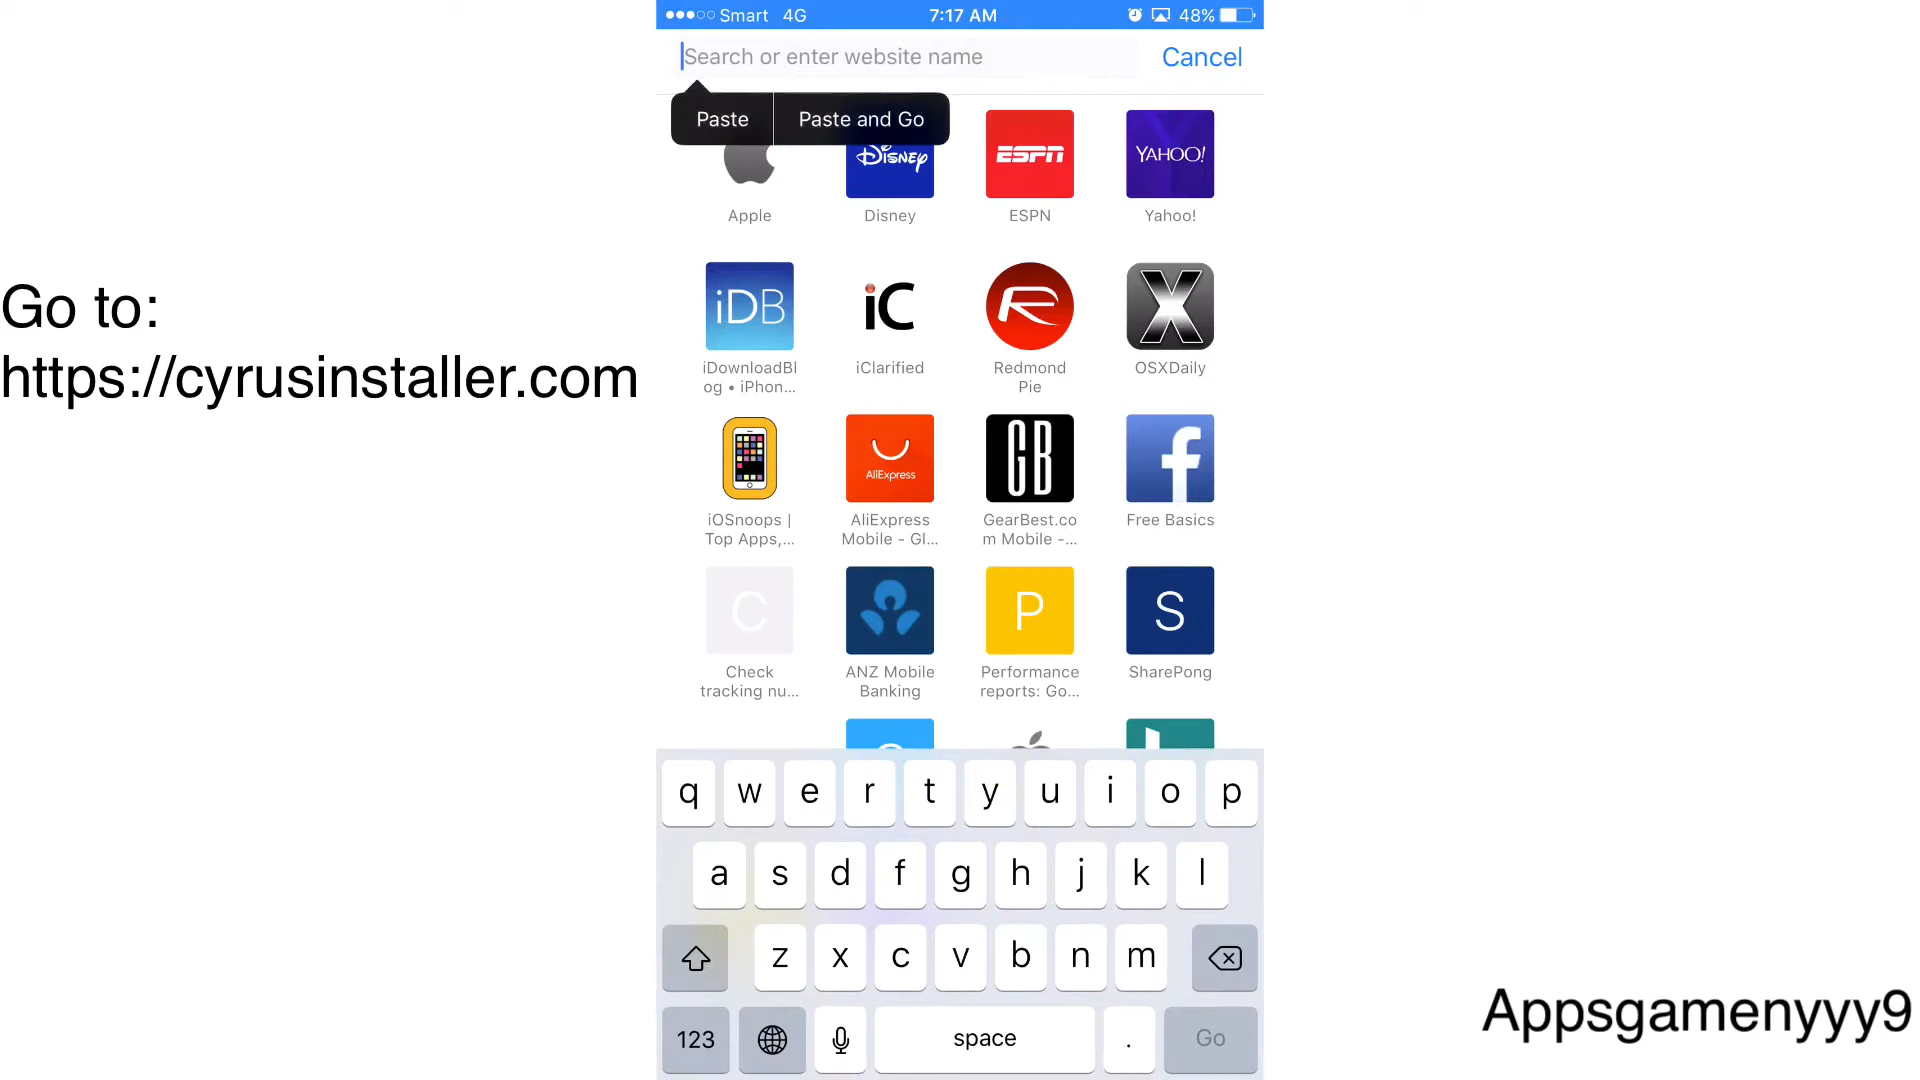 Smart 4G 7:17 AM 48%
Search or enter website name Cancel
Paste Paste and Go
DISNEY ESPN YAHOO!
Apple Disney ESPN Yahoo!
iDB iC R X
iDownloadBl iClarified Redmond OSXDaily
og • iPhon... Pie
AliExpress GB f
iOSnoops | AliExpress GearBest.co Free Basics
Top Apps,... Mobile - Gl... m Mobile -...
C P S
Check ANZ Mobile Performance SharePong
tracking nu... Banking reports: Go...
Go to:
https://cyrusinstaller.com
q w e r t y u i o p
a s d f g h j k l
z x c v b n m
123 space . Go
Appsgamenyyy9